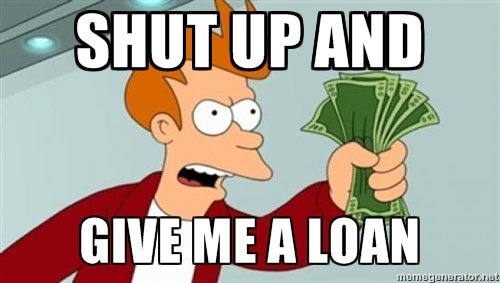 SHUT UP AND
GIVE ME A LOAN
memegenerator.net